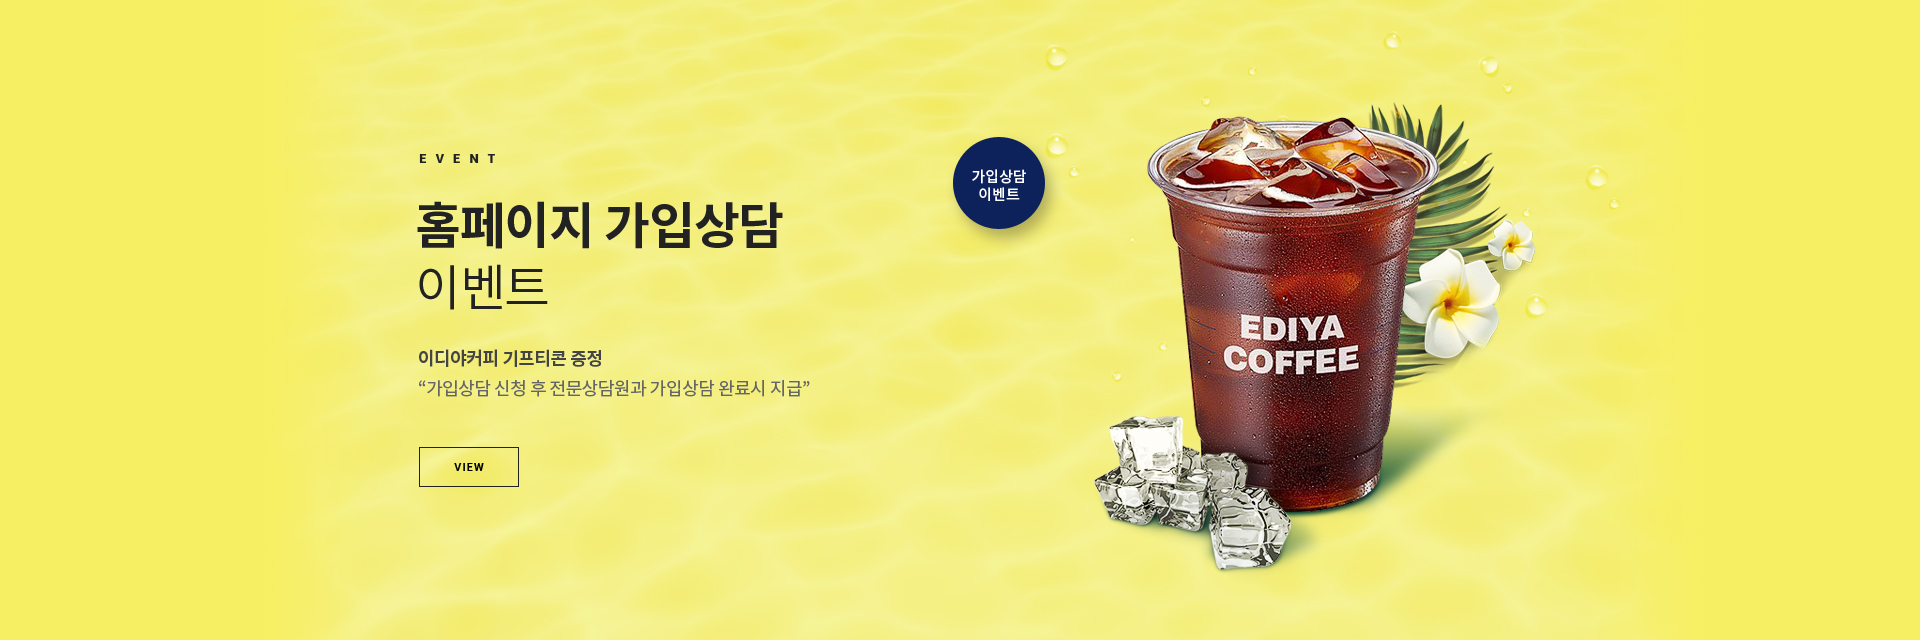 EVENT
홈페이지 가입상담
이벤트
이디야커피 기프티콘 증정
“가입상담 신청 후 전문상담원과 가입상담 완료시 지급”
VIEW
가입상담
이벤트
EDIYA
COFFEE